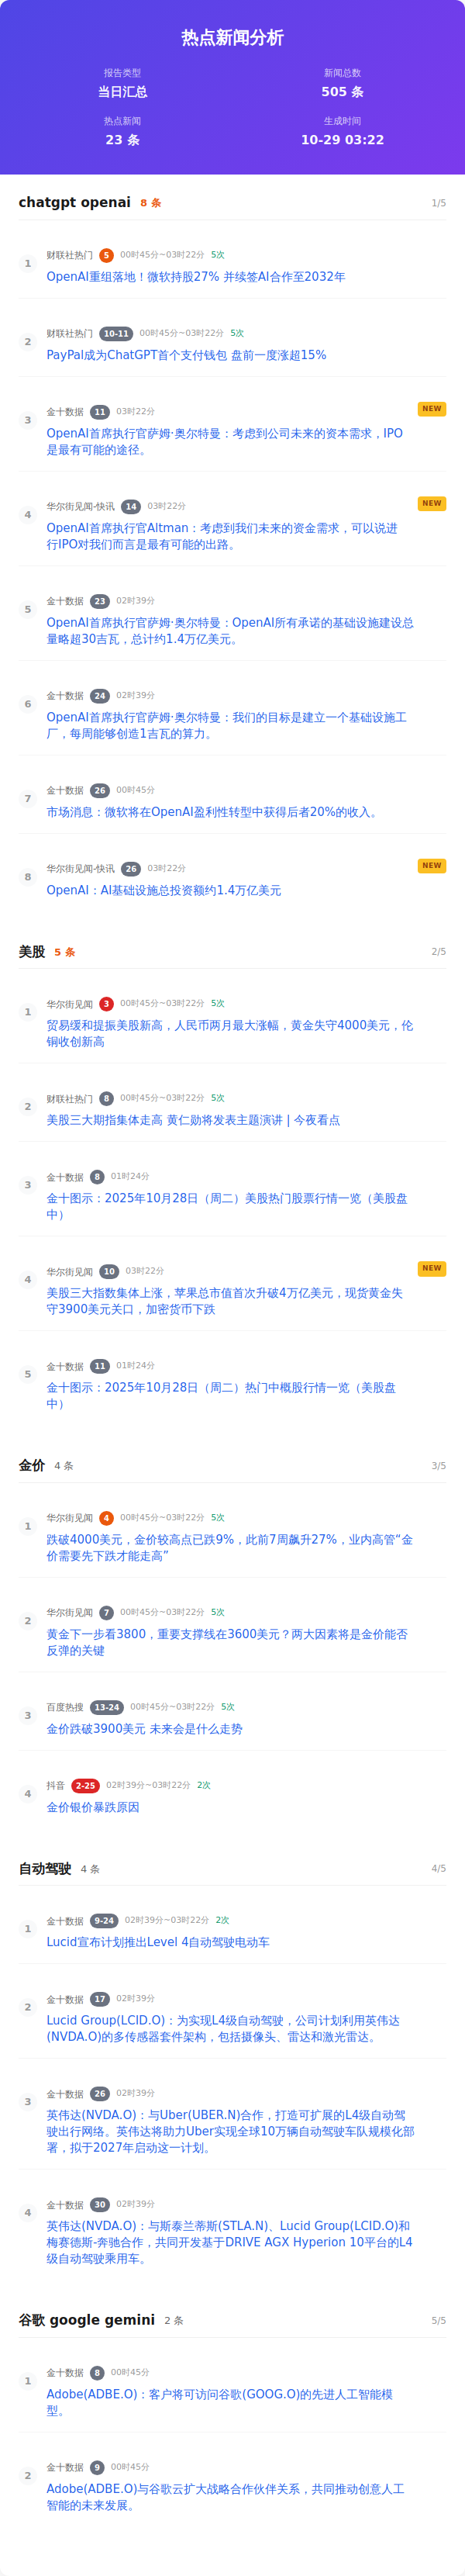 热点新闻分析
报告类型 新闻总数
当日汇总 505 条
热点新闻 生成时间
23 条 10-29 03:22
chatgpt openai 8 条 1/5
1 财联社热门 5 00时45分~03时22分 5次
OpenAI重组落地！微软持股27% 并续签AI合作至2032年
2 财联社热门 10-11 00时45分~03时22分 5次
PayPal成为ChatGPT首个支付钱包 盘前一度涨超15%
3 金十数据 11 03时22分 NEW
OpenAI首席执行官萨姆·奥尔特曼：考虑到公司未来的资本需求，IPO
是最有可能的途径。
4 华尔街见闻-快讯 14 03时22分 NEW
OpenAI首席执行官Altman：考虑到我们未来的资金需求，可以说进
行IPO对我们而言是最有可能的出路。
5 金十数据 23 02时39分
OpenAI首席执行官萨姆·奥尔特曼：OpenAI所有承诺的基础设施建设总
量略超30吉瓦，总计约1.4万亿美元。
6 金十数据 24 02时39分
OpenAI首席执行官萨姆·奥尔特曼：我们的目标是建立一个基础设施工
厂，每周能够创造1吉瓦的算力。
7 金十数据 26 00时45分
市场消息：微软将在OpenAI盈利性转型中获得后者20%的收入。
8 华尔街见闻-快讯 26 03时22分 NEW
OpenAI：AI基础设施总投资额约1.4万亿美元
美股 5 条 2/5
1 华尔街见闻 3 00时45分~03时22分 5次
贸易缓和提振美股新高，人民币两月最大涨幅，黄金失守4000美元，伦
铜收创新高
2 财联社热门 8 00时45分~03时22分 5次
美股三大期指集体走高 黄仁勋将发表主题演讲 | 今夜看点
3 金十数据 8 01时24分
金十图示：2025年10月28日（周二）美股热门股票行情一览（美股盘
中）
4 华尔街见闻 10 03时22分 NEW
美股三大指数集体上涨，苹果总市值首次升破4万亿美元，现货黄金失
守3900美元关口，加密货币下跌
5 金十数据 11 01时24分
金十图示：2025年10月28日（周二）热门中概股行情一览（美股盘
中）
金价 4 条 3/5
1 华尔街见闻 4 00时45分~03时22分 5次
跌破4000美元，金价较高点已跌9%，此前7周飙升27%，业内高管“金
价需要先下跌才能走高”
2 华尔街见闻 7 00时45分~03时22分 5次
黄金下一步看3800，重要支撑线在3600美元？两大因素将是金价能否
反弹的关键
3 百度热搜 13-24 00时45分~03时22分 5次
金价跌破3900美元 未来会是什么走势
4 抖音 2-25 02时39分~03时22分 2次
金价银价暴跌原因
自动驾驶 4 条 4/5
1 金十数据 9-24 02时39分~03时22分 2次
Lucid宣布计划推出Level 4自动驾驶电动车
2 金十数据 17 02时39分
Lucid Group(LCID.O)：为实现L4级自动驾驶，公司计划利用英伟达
(NVDA.O)的多传感器套件架构，包括摄像头、雷达和激光雷达。
3 金十数据 26 02时39分
英伟达(NVDA.O)：与Uber(UBER.N)合作，打造可扩展的L4级自动驾
驶出行网络。英伟达将助力Uber实现全球10万辆自动驾驶车队规模化部
署，拟于2027年启动这一计划。
4 金十数据 30 02时39分
英伟达(NVDA.O)：与斯泰兰蒂斯(STLA.N)、Lucid Group(LCID.O)和
梅赛德斯-奔驰合作，共同开发基于DRIVE AGX Hyperion 10平台的L4
级自动驾驶乘用车。
谷歌 google gemini 2 条 5/5
1 金十数据 8 00时45分
Adobe(ADBE.O)：客户将可访问谷歌(GOOG.O)的先进人工智能模
型。
2 金十数据 9 00时45分
Adobe(ADBE.O)与谷歌云扩大战略合作伙伴关系，共同推动创意人工
智能的未来发展。